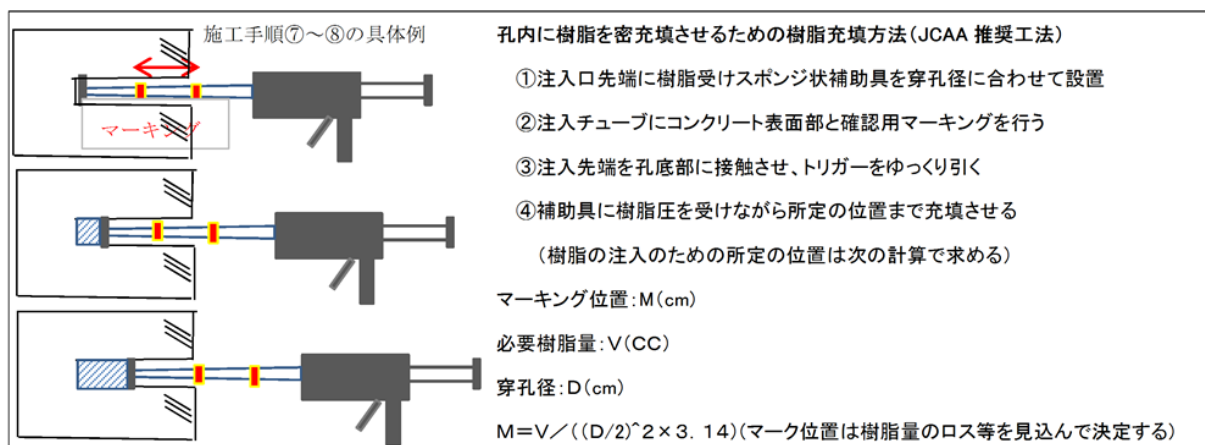 施工手順⑦～⑧の具体例
マーキング
孔内に樹脂を密充填させるための樹脂充填方法（JCAA 推奨工法）
①注入口先端に樹脂受けスポンジ状補助具を穿孔径に合わせて設置
②注入チューブにコンクリート表面部と確認用マーキングを行う
③注入先端を孔底部に接触させ、トリガーをゆっくり引く
④補助具に樹脂圧を受けながら所定の位置まで充填させる
（樹脂の注入のための所定の位置は次の計算で求める）
マーキング位置：M（cm）
必要樹脂量：V（CC）
穿孔径：D（cm）
M＝V／（（D/2）^2×3．14）（マーク位置は樹脂量のロス等を見込んで決定する）